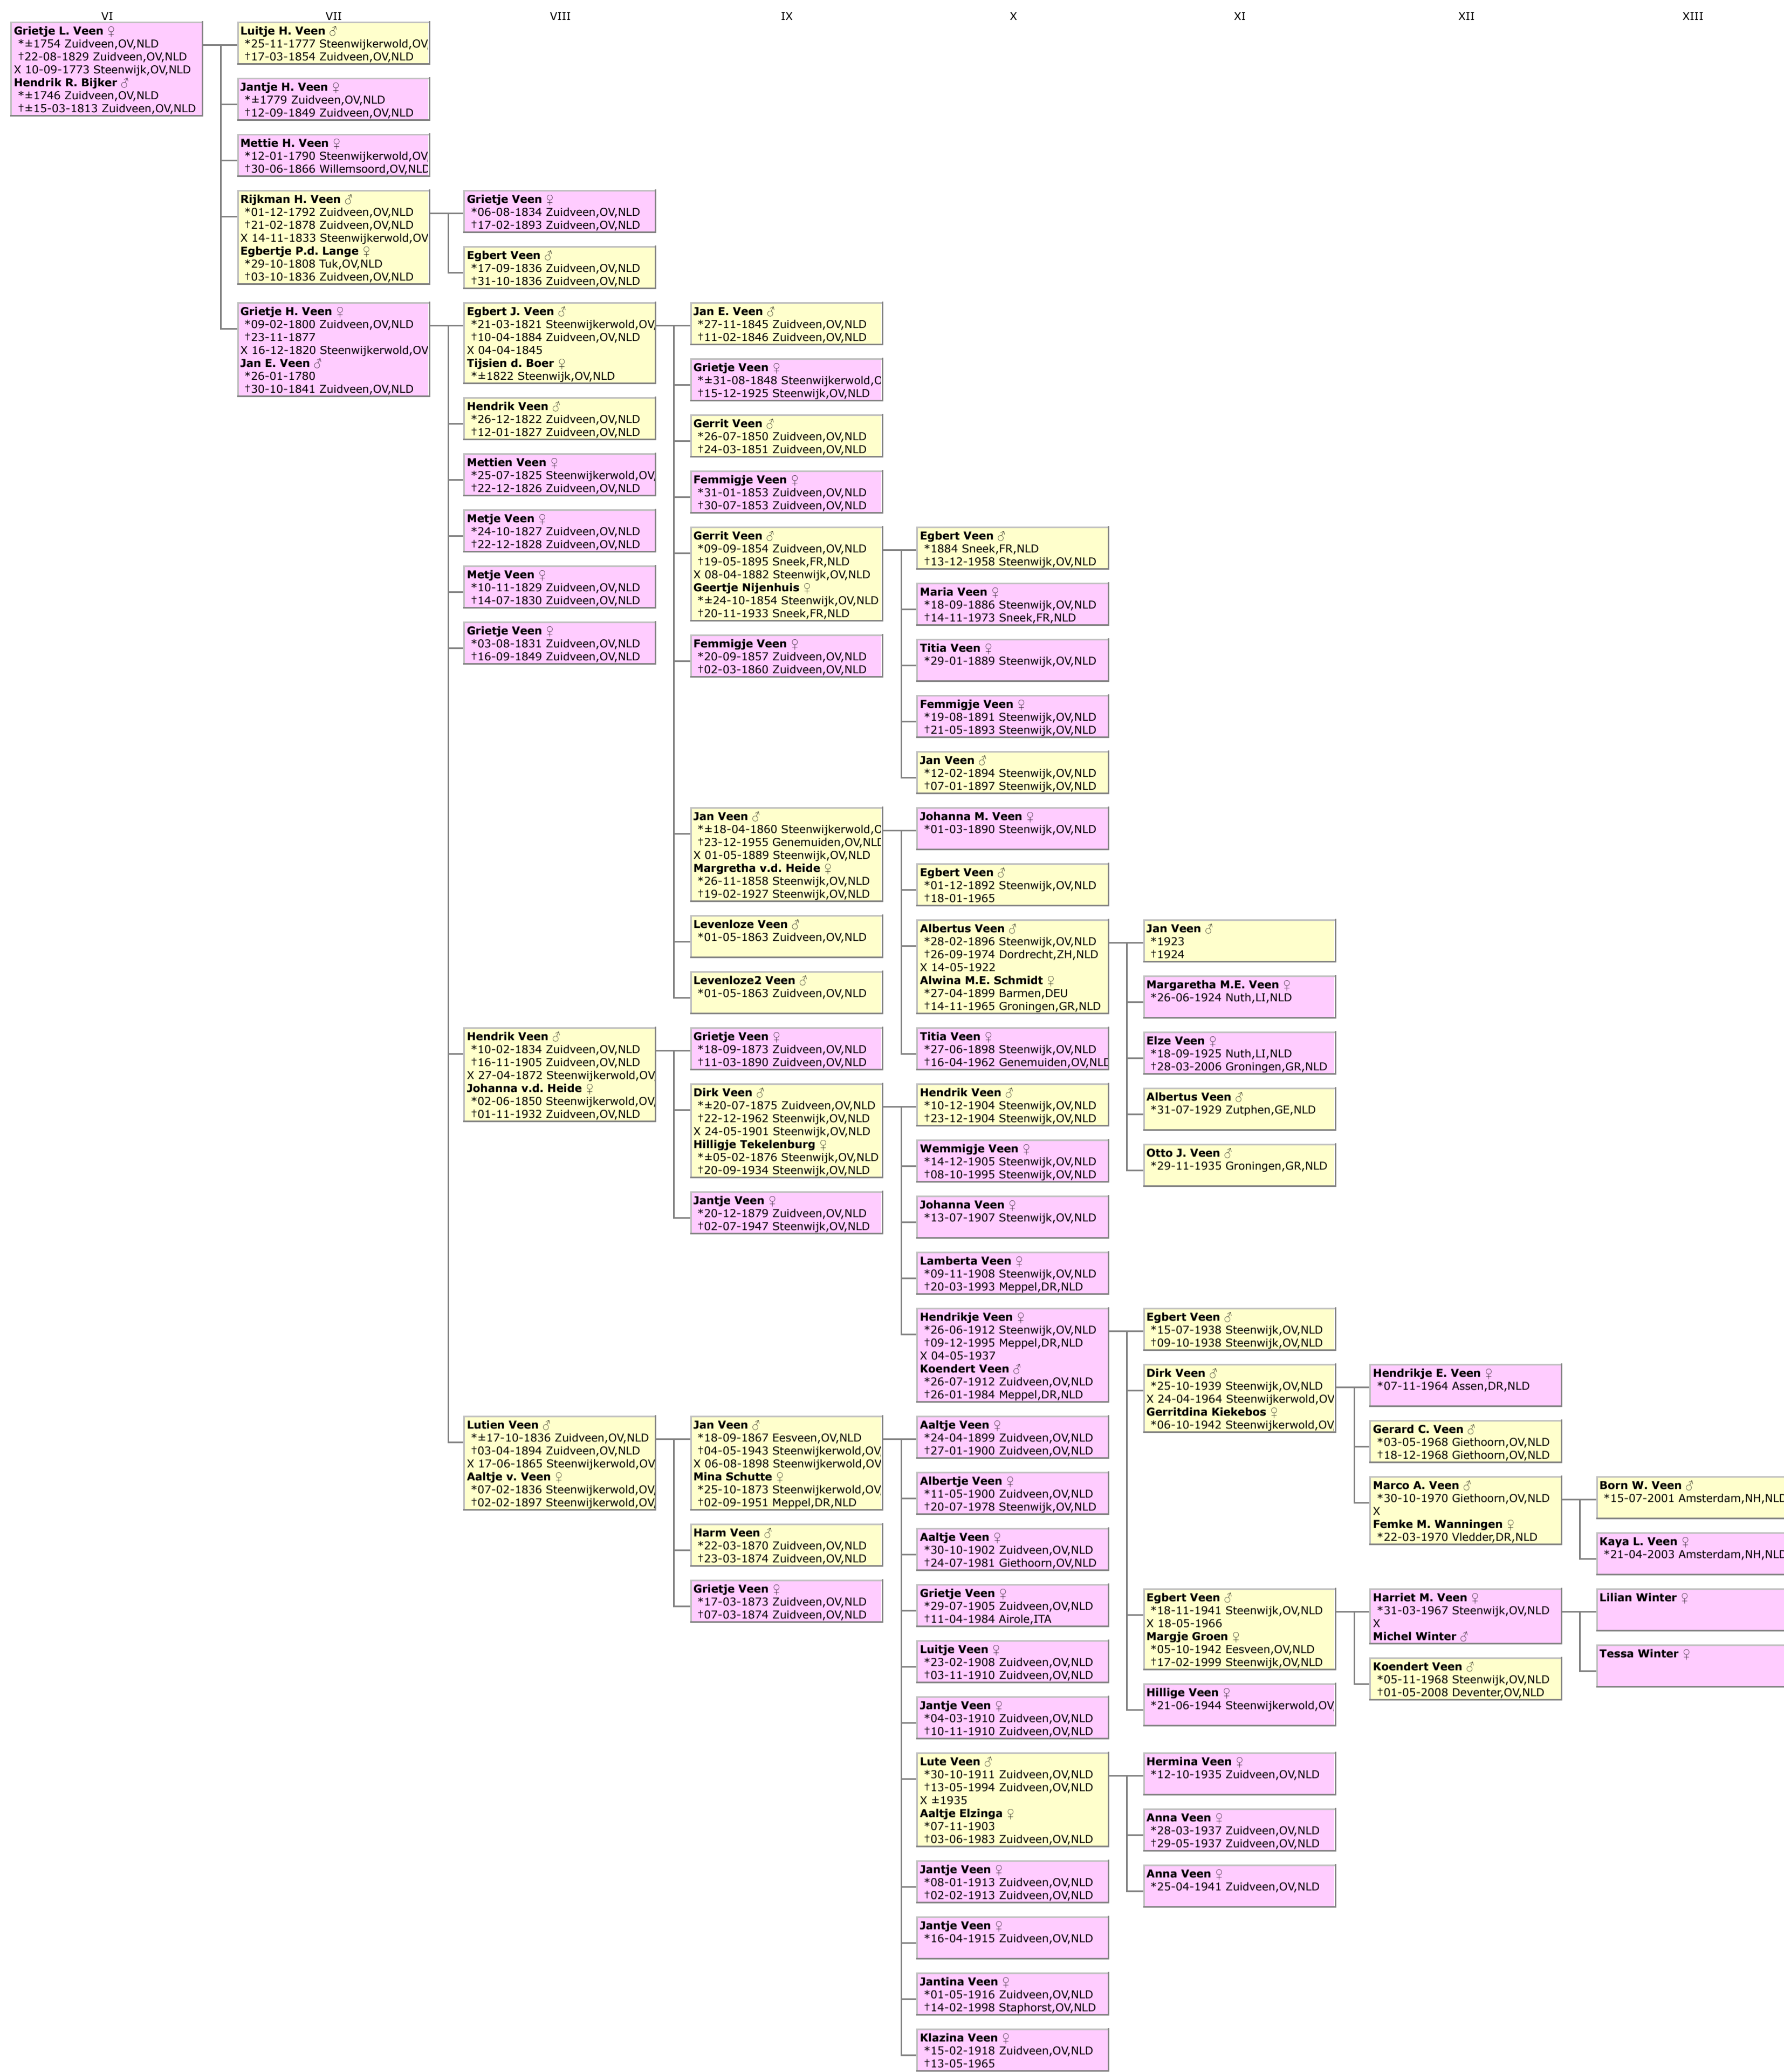 VI
VII
VIII
IX
X
XI
XII
XIII
Grietje L. Veen ♀
*±1754 Zuidveen,OV,NLD
†22-08-1829 Zuidveen,OV,NLD
X 10-09-1773 Steenwijk,OV,NLD
Hendrik R. Bijker ♂
*±1746 Zuidveen,OV,NLD
†±15-03-1813 Zuidveen,OV,NLD
Luitje H. Veen ♂
*25-11-1777 Steenwijkerwold,OV,
†17-03-1854 Zuidveen,OV,NLD
Jantje H. Veen ♀
*±1779 Zuidveen,OV,NLD
†12-09-1849 Zuidveen,OV,NLD
Mettie H. Veen ♀
*12-01-1790 Steenwijkerwold,OV,
†30-06-1866 Willemsoord,OV,NLD
Rijkman H. Veen ♂
*01-12-1792 Zuidveen,OV,NLD
†21-02-1878 Zuidveen,OV,NLD
X 14-11-1833 Steenwijkerwold,OV
Egbertje P.d. Lange ♀
*29-10-1808 Tuk,OV,NLD
†03-10-1836 Zuidveen,OV,NLD
Grietje H. Veen ♀
*09-02-1800 Zuidveen,OV,NLD
†23-11-1877
X 16-12-1820 Steenwijkerwold,OV
Jan E. Veen ♂
*26-01-1780
†30-10-1841 Zuidveen,OV,NLD
Grietje Veen ♀
*06-08-1834 Zuidveen,OV,NLD
†17-02-1893 Zuidveen,OV,NLD
Egbert Veen ♂
*17-09-1836 Zuidveen,OV,NLD
†31-10-1836 Zuidveen,OV,NLD
Egbert J. Veen ♂
*21-03-1821 Steenwijkerwold,OV,
†10-04-1884 Zuidveen,OV,NLD
X 04-04-1845
Tijsien d. Boer ♀
*±1822 Steenwijk,OV,NLD
Hendrik Veen ♂
*26-12-1822 Zuidveen,OV,NLD
†12-01-1827 Zuidveen,OV,NLD
Mettien Veen ♀
*25-07-1825 Steenwijkerwold,OV,
†22-12-1826 Zuidveen,OV,NLD
Metje Veen ♀
*24-10-1827 Zuidveen,OV,NLD
†22-12-1828 Zuidveen,OV,NLD
Metje Veen ♀
*10-11-1829 Zuidveen,OV,NLD
†14-07-1830 Zuidveen,OV,NLD
Grietje Veen ♀
*03-08-1831 Zuidveen,OV,NLD
†16-09-1849 Zuidveen,OV,NLD
Hendrik Veen ♂
*10-02-1834 Zuidveen,OV,NLD
†16-11-1905 Zuidveen,OV,NLD
X 27-04-1872 Steenwijkerwold,OV
Johanna v.d. Heide ♀
*02-06-1850 Steenwijkerwold,OV,
†01-11-1932 Zuidveen,OV,NLD
Lutien Veen ♂
*±17-10-1836 Zuidveen,OV,NLD
†03-04-1894 Zuidveen,OV,NLD
X 17-06-1865 Steenwijkerwold,OV
Aaltje v. Veen ♀
*07-02-1836 Steenwijkerwold,OV,
†02-02-1897 Steenwijkerwold,OV,
Jan E. Veen ♂
*27-11-1845 Zuidveen,OV,NLD
†11-02-1846 Zuidveen,OV,NLD
Grietje Veen ♀
*±31-08-1848 Steenwijkerwold,O
†15-12-1925 Steenwijk,OV,NLD
Gerrit Veen ♂
*26-07-1850 Zuidveen,OV,NLD
†24-03-1851 Zuidveen,OV,NLD
Femmigje Veen ♀
*31-01-1853 Zuidveen,OV,NLD
†30-07-1853 Zuidveen,OV,NLD
Gerrit Veen ♂
*09-09-1854 Zuidveen,OV,NLD
†19-05-1895 Sneek,FR,NLD
X 08-04-1882 Steenwijk,OV,NLD
Geertje Nijenhuis ♀
*±24-10-1854 Steenwijk,OV,NLD
†20-11-1933 Sneek,FR,NLD
Femmigje Veen ♀
*20-09-1857 Zuidveen,OV,NLD
†02-03-1860 Zuidveen,OV,NLD
Jan Veen ♂
*±18-04-1860 Steenwijkerwold,O
†23-12-1955 Genemuiden,OV,NLD
X 01-05-1889 Steenwijk,OV,NLD
Margretha v.d. Heide ♀
*26-11-1858 Steenwijk,OV,NLD
†19-02-1927 Steenwijk,OV,NLD
Levenloze Veen ♂
*01-05-1863 Zuidveen,OV,NLD
Levenloze2 Veen ♂
*01-05-1863 Zuidveen,OV,NLD
Grietje Veen ♀
*18-09-1873 Zuidveen,OV,NLD
†11-03-1890 Zuidveen,OV,NLD
Dirk Veen ♂
*±20-07-1875 Zuidveen,OV,NLD
†22-12-1962 Steenwijk,OV,NLD
X 24-05-1901 Steenwijk,OV,NLD
Hilligje Tekelenburg ♀
*±05-02-1876 Steenwijk,OV,NLD
†20-09-1934 Steenwijk,OV,NLD
Jantje Veen ♀
*20-12-1879 Zuidveen,OV,NLD
†02-07-1947 Steenwijk,OV,NLD
Jan Veen ♂
*18-09-1867 Eesveen,OV,NLD
†04-05-1943 Steenwijkerwold,OV,
X 06-08-1898 Steenwijkerwold,OV
Mina Schutte ♀
*25-10-1873 Steenwijkerwold,OV,
†02-09-1951 Meppel,DR,NLD
Harm Veen ♂
*22-03-1870 Zuidveen,OV,NLD
†23-03-1874 Zuidveen,OV,NLD
Grietje Veen ♀
*17-03-1873 Zuidveen,OV,NLD
†07-03-1874 Zuidveen,OV,NLD
Egbert Veen ♂
*1884 Sneek,FR,NLD
†13-12-1958 Steenwijk,OV,NLD
Maria Veen ♀
*18-09-1886 Steenwijk,OV,NLD
†14-11-1973 Sneek,FR,NLD
Titia Veen ♀
*29-01-1889 Steenwijk,OV,NLD
Femmigje Veen ♀
*19-08-1891 Steenwijk,OV,NLD
†21-05-1893 Steenwijk,OV,NLD
Jan Veen ♂
*12-02-1894 Steenwijk,OV,NLD
†07-01-1897 Steenwijk,OV,NLD
Johanna M. Veen ♀
*01-03-1890 Steenwijk,OV,NLD
Egbert Veen ♂
*01-12-1892 Steenwijk,OV,NLD
†18-01-1965
Albertus Veen ♂
*28-02-1896 Steenwijk,OV,NLD
†26-09-1974 Dordrecht,ZH,NLD
X 14-05-1922
Alwina M.E. Schmidt ♀
*27-04-1899 Barmen,DEU
†14-11-1965 Groningen,GR,NLD
Titia Veen ♀
*27-06-1898 Steenwijk,OV,NLD
†16-04-1962 Genemuiden,OV,NLD
Hendrik Veen ♂
*10-12-1904 Steenwijk,OV,NLD
†23-12-1904 Steenwijk,OV,NLD
Wemmigje Veen ♀
*14-12-1905 Steenwijk,OV,NLD
†08-10-1995 Steenwijk,OV,NLD
Johanna Veen ♀
*13-07-1907 Steenwijk,OV,NLD
Lamberta Veen ♀
*09-11-1908 Steenwijk,OV,NLD
†20-03-1993 Meppel,DR,NLD
Hendrikje Veen ♀
*26-06-1912 Steenwijk,OV,NLD
†09-12-1995 Meppel,DR,NLD
X 04-05-1937
Koendert Veen ♂
*26-07-1912 Zuidveen,OV,NLD
†26-01-1984 Meppel,DR,NLD
Aaltje Veen ♀
*24-04-1899 Zuidveen,OV,NLD
†27-01-1900 Zuidveen,OV,NLD
Albertje Veen ♀
*11-05-1900 Zuidveen,OV,NLD
†20-07-1978 Steenwijk,OV,NLD
Aaltje Veen ♀
*30-10-1902 Zuidveen,OV,NLD
†24-07-1981 Giethoorn,OV,NLD
Grietje Veen ♀
*29-07-1905 Zuidveen,OV,NLD
†11-04-1984 Airole,ITA
Luitje Veen ♀
*23-02-1908 Zuidveen,OV,NLD
†03-11-1910 Zuidveen,OV,NLD
Jantje Veen ♀
*04-03-1910 Zuidveen,OV,NLD
†10-11-1910 Zuidveen,OV,NLD
Lute Veen ♂
*30-10-1911 Zuidveen,OV,NLD
†13-05-1994 Zuidveen,OV,NLD
X ±1935
Aaltje Elzinga ♀
*07-11-1903
†03-06-1983 Zuidveen,OV,NLD
Jantje Veen ♀
*08-01-1913 Zuidveen,OV,NLD
†02-02-1913 Zuidveen,OV,NLD
Jantje Veen ♀
*16-04-1915 Zuidveen,OV,NLD
Jantina Veen ♀
*01-05-1916 Zuidveen,OV,NLD
†14-02-1998 Staphorst,OV,NLD
Klazina Veen ♀
*15-02-1918 Zuidveen,OV,NLD
†13-05-1965
Jan Veen ♂
*1923
†1924
Margaretha M.E. Veen ♀
*26-06-1924 Nuth,LI,NLD
Elze Veen ♀
*18-09-1925 Nuth,LI,NLD
†28-03-2006 Groningen,GR,NLD
Albertus Veen ♂
*31-07-1929 Zutphen,GE,NLD
Otto J. Veen ♂
*29-11-1935 Groningen,GR,NLD
Egbert Veen ♂
*15-07-1938 Steenwijk,OV,NLD
†09-10-1938 Steenwijk,OV,NLD
Dirk Veen ♂
*25-10-1939 Steenwijk,OV,NLD
X 24-04-1964 Steenwijkerwold,OV
Gerritdina Kiekebos ♀
*06-10-1942 Steenwijkerwold,OV,
Egbert Veen ♂
*18-11-1941 Steenwijk,OV,NLD
X 18-05-1966
Margje Groen ♀
*05-10-1942 Eesveen,OV,NLD
†17-02-1999 Steenwijk,OV,NLD
Hillige Veen ♀
*21-06-1944 Steenwijkerwold,OV,
Hermina Veen ♀
*12-10-1935 Zuidveen,OV,NLD
Anna Veen ♀
*28-03-1937 Zuidveen,OV,NLD
†29-05-1937 Zuidveen,OV,NLD
Anna Veen ♀
*25-04-1941 Zuidveen,OV,NLD
Hendrikje E. Veen ♀
*07-11-1964 Assen,DR,NLD
Gerard C. Veen ♂
*03-05-1968 Giethoorn,OV,NLD
†18-12-1968 Giethoorn,OV,NLD
Marco A. Veen ♂
*30-10-1970 Giethoorn,OV,NLD
X
Femke M. Wanningen ♀
*22-03-1970 Vledder,DR,NLD
Harriet M. Veen ♀
*31-03-1967 Steenwijk,OV,NLD
X
Michel Winter ♂
Koendert Veen ♂
*05-11-1968 Steenwijk,OV,NLD
†01-05-2008 Deventer,OV,NLD
Born W. Veen ♂
*15-07-2001 Amsterdam,NH,NLD
Kaya L. Veen ♀
*21-04-2003 Amsterdam,NH,NLD
Lilian Winter ♀
Tessa Winter ♀